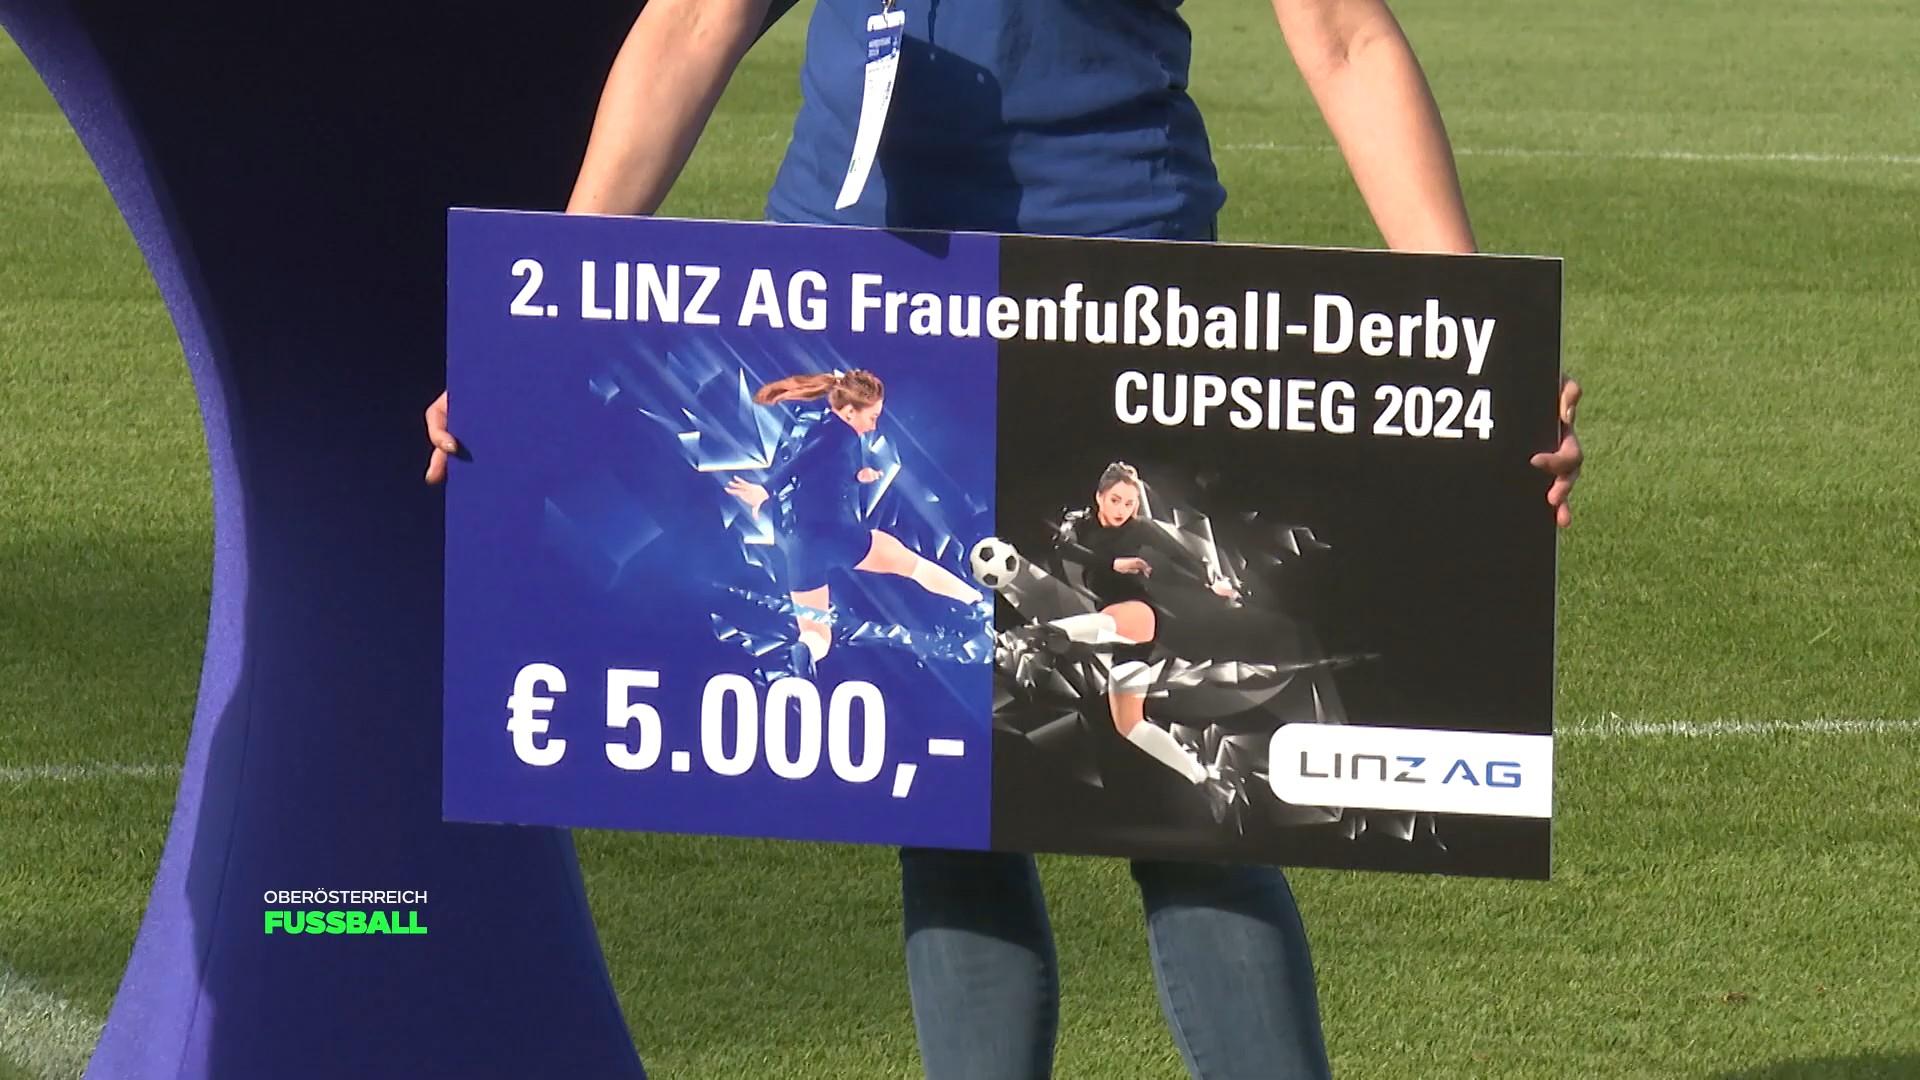 2. LINZ AG Frauenfußball-Derby
CUPSIEG 2024
€ 5.000,-
LINZ AG
OBERÖSTERREICH
FUSSBALL